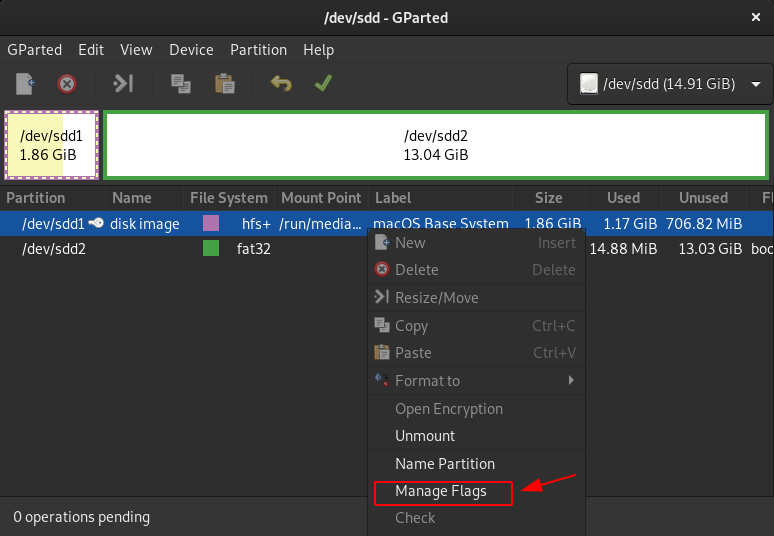 /dev/sdd - GParted
GParted Edit View Device Partition Help
/dev/sdd (14.91 GiB)
/dev/sdd1
1.86 GiB
/dev/sdd2
13.04 GiB
Partition Name File System Mount Point Label Size Used Unused Fl
/dev/sdd1 disk image hfs+ /run/media... macOS Base System 1.86 GiB 1.17 GiB 706.82 MiB
/dev/sdd2 fat32 14.88 MiB 13.03 GiB boo
New Insert
Delete Delete
Resize/Move
Copy Ctrl+C
Paste Ctrl+V
Format to
Open Encryption
Unmount
Name Partition
Manage Flags
Check
0 operations pending